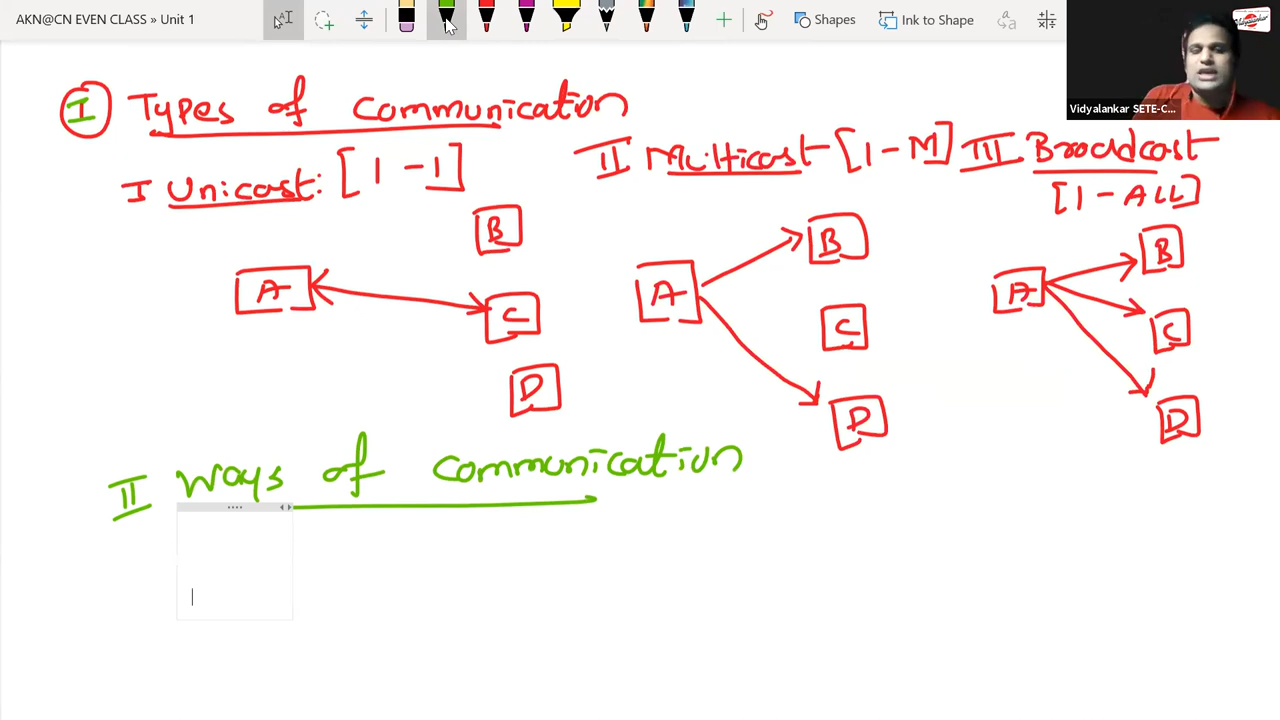 AKN@CN EVEN CLASS » Unit 1
Shapes
Ink to Shape
Vidyalankar
Vidyalankar SETE-C...
I Types of communication
I Unicast: [1-1]
B
A
C
D
II Multicast [1-M]
A
B
C
D
III Broadcast
[1-ALL]
A
B
C
D
II Ways of communication